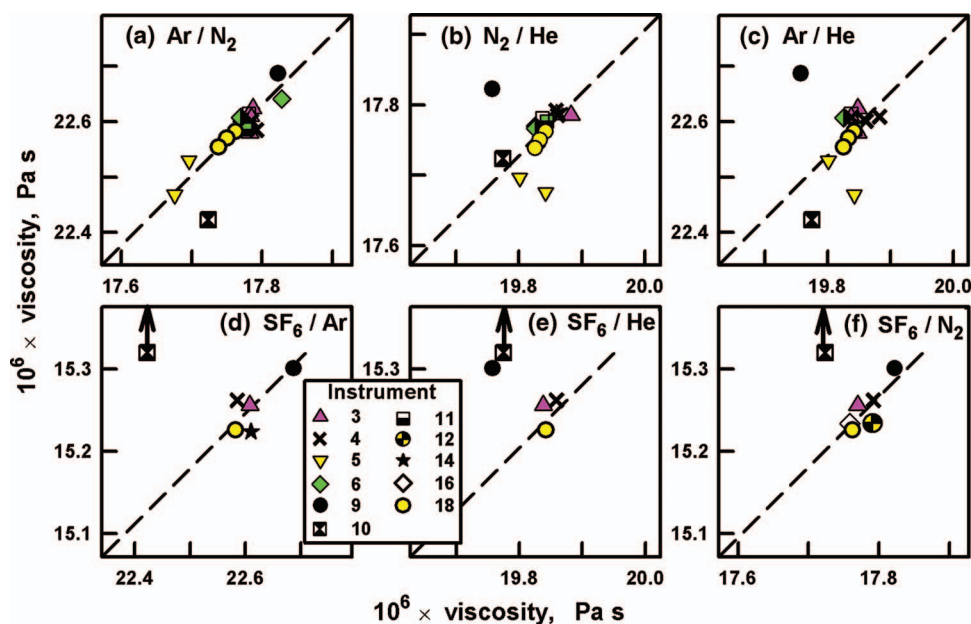 (a) Ar / N2
(b) N2 / He
(c) Ar / He
22.6
22.4
17.8
17.6
22.6
22.4
17.6 17.8
19.8 20.0
19.8 20.0
10^6 × viscosity, Pa s
(d) SF6 / Ar
(e) SF6 / He
(f) SF6 / N2
15.3
15.2
15.1
15.3
15.3
15.2
15.1
Instrument
3 11
4 12
5 14
6 16
9 18
10
22.4 22.6
19.8 20.0
17.6 17.8
10^6 × viscosity, Pa s